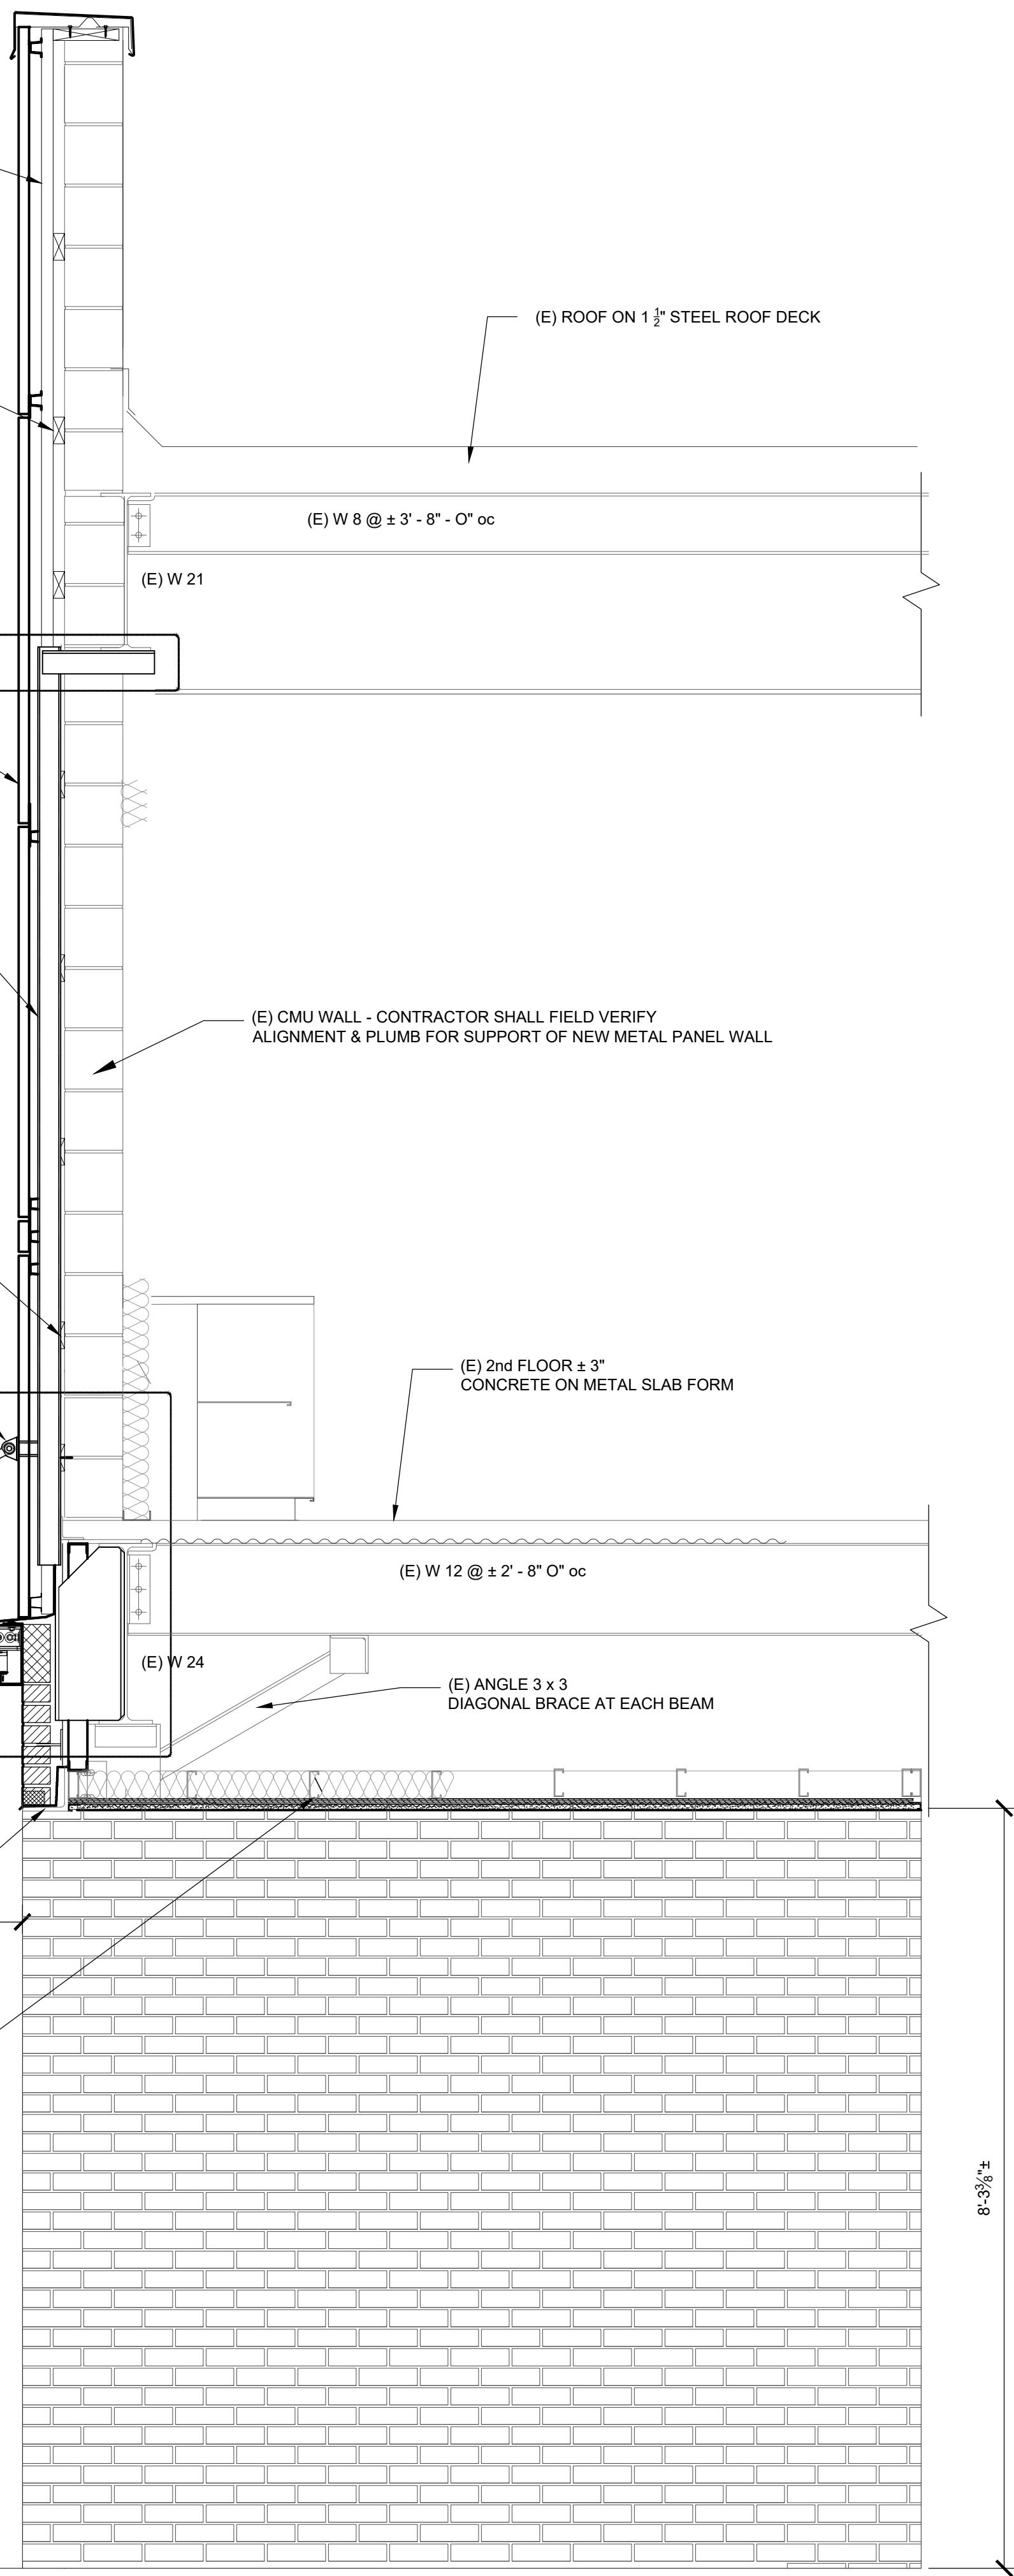 (E) ROOF ON 1 1/2" STEEL ROOF DECK
(E) W 8 @ ± 3' - 8" - O" oc
(E) W 21
(E) CMU WALL - CONTRACTOR SHALL FIELD VERIFY
ALIGNMENT & PLUMB FOR SUPPORT OF NEW METAL PANEL WALL
(E) 2nd FLOOR ± 3"
CONCRETE ON METAL SLAB FORM
(E) W 12 @ ± 2' - 8" O" oc
(E) W 24
(E) ANGLE 3 x 3
DIAGONAL BRACE AT EACH BEAM
8'-3 3/8"±